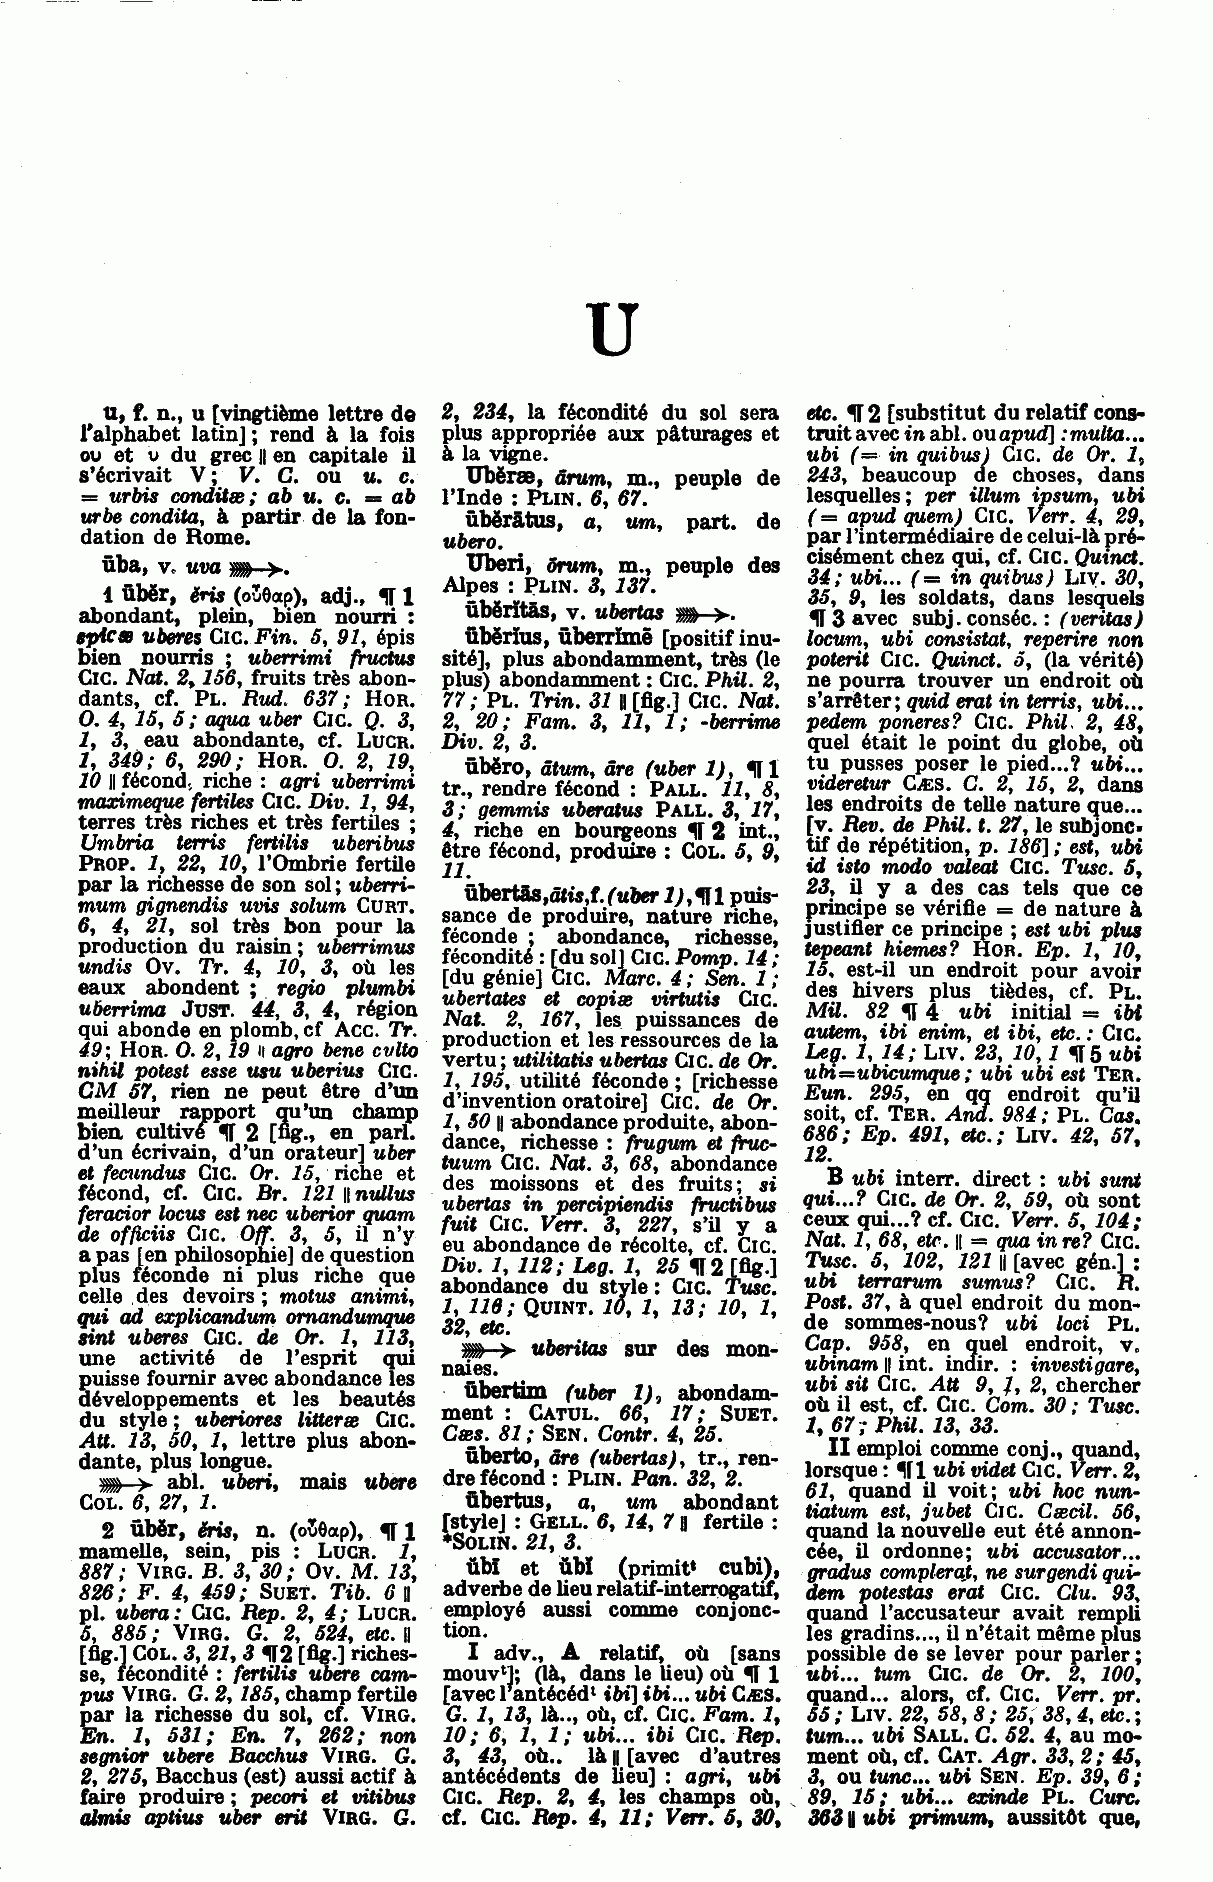 U
u, f. n., u [vingtième lettre de
l'alphabet latin] ; rend à la fois
ου et υ du grec || en capitale il
s'écrivait V ; V. C. ou u. c.
= urbis conditæ ; ab u. c. = ab
urbe condita, à partir de la fon-
dation de Rome.
ūba, v. uva ⟫→.
1 ūbĕr, ĕris (οὖθαρ), adj., ¶ 1
abondant, plein, bien nourri :
spicæ uberes CIC. Fin. 5, 91, épis
bien nourris ; uberrimi fructus
CIC. Nat. 2, 156, fruits très abon-
dants, cf. PL. Rud. 637 ; HOR.
O. 4, 15, 5 ; aqua uber CIC. Q. 3,
1, 3, eau abondante, cf. LUCR.
1, 349 ; 6, 290 ; HOR. O. 2, 19,
10 || fécond, riche : agri uberrimi
maximeque fertiles CIC. Div. 1, 94,
terres très riches et très fertiles ;
Umbria terris fertilis uberibus
PROP. 1, 22, 10, l'Ombrie fertile
par la richesse de son sol ; uberri-
mum gignendis uvis solum CURT.
6, 4, 21, sol très bon pour la
production du raisin ; uberrimus
undis OV. Tr. 4, 10, 3, où les
eaux abondent ; regio plumbi
uberrima JUST. 44, 3, 4, région
qui abonde en plomb, cf ACC. Tr.
49 ; HOR. O. 2, 19 || agro bene cvlto
nihil potest esse usu uberius CIC.
CM 57, rien ne peut être d'un
meilleur rapport qu'un champ
bien cultivé ¶ 2 [fig., en parl.
d'un écrivain, d'un orateur] uber
et fecundus CIC. Or. 15, riche et
fécond, cf. CIC. Br. 121 || nullus
feracior locus est nec uberior quam
de officiis CIC. Off. 3, 5, il n'y
a pas [en philosophie] de question
plus féconde ni plus riche que
celle des devoirs ; motus animi,
qui ad explicandum ornandumque
sint uberes CIC. de Or. 1, 113,
une activité de l'esprit qui
puisse fournir avec abondance les
développements et les beautés
du style ; uberiores litteræ CIC.
Att. 13, 50, 1, lettre plus abon-
dante, plus longue.
⟫→ abl. uberi, mais ubere
COL. 6, 27, 1.
2 ūbĕr, ĕris, n. (οὖθαρ), ¶ 1
mamelle, sein, pis : LUCR. 1,
887 ; VIRG. B. 3, 30 ; OV. M. 13,
826 ; F. 4, 459 ; SUET. Tib. 6 ||
pl. ubera : CIC. Rep. 2, 4 ; LUCR.
5, 885 ; VIRG. G. 2, 524, etc. ||
[fig.] COL. 3, 21, 3 ¶ 2 [fig.] riches-
se, fécondité : fertilis ubere cam-
pus VIRG. G. 2, 185, champ fertile
par la richesse du sol, cf. VIRG.
En. 1, 531 ; En. 7, 262 ; non
segnior ubere Bacchus VIRG. G.
2, 275, Bacchus (est) aussi actif à
faire produire ; pecori et vitibus
almis aptius uber erit VIRG. G.
2, 234, la fécondité du sol sera
plus appropriée aux pâturages et
à la vigne.
Ubĕræ, ārum, m., peuple de
l'Inde : PLIN. 6, 67.
ūbĕrātus, a, um, part. de
ubero.
Uberi, ōrum, m., peuple des
Alpes : PLIN. 3, 137.
ūbĕrĭtās, v. ubertas ⟫→.
ūbĕrĭus, ūberrĭmē [positif inu-
sité], plus abondamment, très (le
plus) abondamment : CIC. Phil. 2,
77 ; PL. Trin. 31 || [fig.] CIC. Nat.
2, 20 ; Fam. 3, 11, 1 ; -berrime
Div. 2, 3.
ūbĕro, ātum, āre (uber 1), ¶ 1
tr., rendre fécond : PALL. 11, 8,
3 ; gemmis uberatus PALL. 3, 17,
4, riche en bourgeons ¶ 2 int.,
être fécond, produire : COL. 5, 9,
11.
ūbertās, ātis, f. (uber 1), ¶ 1 puis-
sance de produire, nature riche,
féconde ; abondance, richesse,
fécondité : [du sol] CIC. Pomp. 14 ;
[du génie] CIC. Marc. 4 ; Sen. 1 ;
ubertates et copiæ virtutis CIC.
Nat. 2, 167, les puissances de
production et les ressources de la
vertu ; utilitatis ubertas CIC. de Or.
1, 195, utilité féconde ; [richesse
d'invention oratoire] CIC. de Or.
1, 50 || abondance produite, abon-
dance, richesse : frugum et fruc-
tuum CIC. Nat. 3, 68, abondance
des moissons et des fruits ; si
ubertas in percipiendis fructibus
fuit CIC. Verr. 3, 227, s'il y a
eu abondance de récolte, cf. CIC.
Div. 1, 112 ; Leg. 1, 25 ¶ 2 [fig.]
abondance du style : CIC. Tusc.
1, 116 ; QUINT. 10, 1, 13 ; 10, 1,
32, etc.
⟫→ uberitas sur des mon-
naies.
ūbertim (uber 1), abondam-
ment : CATUL. 66, 17 ; SUET.
Cæs. 81 ; SEN. Contr. 4, 25.
ūberto, āre (ubertas), tr., ren-
dre fécond : PLIN. Pan. 32, 2.
ūbertus, a, um abondant
[style] : GELL. 6, 14, 7 || fertile :
*SOLIN. 21, 3.
ŭbī et ŭbĭ (primitᵗ cubi),
adverbe de lieu relatif-interrogatif,
employé aussi comme conjonc-
tion.
I adv., A relatif, où [sans
mouvᵗ] ; (là, dans le lieu) où ¶ 1
[avec l'antécédᵗ ibi] ibi... ubi CÆS.
G. 1, 13, là.., où, cf. CIC. Fam. 1,
10 ; 6, 1, 1 ; ubi... ibi CIC. Rep.
3, 43, où.. là || [avec d'autres
antécédents de lieu] : agri, ubi
CIC. Rep. 2, 4, les champs où,
cf. CIC. Rep. 4, 11 ; Verr. 5, 30,
etc. ¶ 2 [substitut du relatif cons-
truit avec in abl. ou apud] : multa...
ubi (= in quibus) CIC. de Or. 1,
243, beaucoup de choses, dans
lesquelles ; per illum ipsum, ubi
(= apud quem) CIC. Verr. 4, 29,
par l'intermédiaire de celui-là pré-
cisément chez qui, cf. CIC. Quinct.
34 ; ubi... (= in quibus) LIV. 30,
35, 9, les soldats, dans lesquels
¶ 3 avec subj. conséc. : (veritas)
locum, ubi consistat, reperire non
poterit CIC. Quinct. 5, (la vérité)
ne pourra trouver un endroit où
s'arrêter ; quid erat in terris, ubi...
pedem poneres? CIC. Phil. 2, 48,
quel était le point du globe, où
tu pusses poser le pied...? ubi...
videretur CÆS. C. 2, 15, 2, dans
les endroits de telle nature que...
[v. Rev. de Phil. t. 27, le subjonc-
tif de répétition, p. 186] ; est, ubi
id isto modo valeat CIC. Tusc. 5,
23, il y a des cas tels que ce
principe se vérifie = de nature à
justifier ce principe ; est ubi plus
tepeant hiemes? HOR. Ep. 1, 10,
15, est-il un endroit pour avoir
des hivers plus tièdes, cf. PL.
Mil. 82 ¶ 4 ubi initial = ibi
autem, ibi enim, et ibi, etc. : CIC.
Leg. 1, 14 ; LIV. 23, 10, 1 ¶ 5 ubi
ubi=ubicumque ; ubi ubi est TER.
Eun. 295, en qq endroit qu'il
soit, cf. TER. And. 984 ; PL. Cas.
686 ; Ep. 491, etc. ; LIV. 42, 57,
12.
B ubi interr. direct : ubi sunt
qui...? CIC. de Or. 2, 59, où sont
ceux qui...? cf. CIC. Verr. 5, 104 ;
Nat. 1, 68, etc. || = qua in re? CIC.
Tusc. 5, 102, 121 || [avec gén.] :
ubi terrarum sumus? CIC. R.
Post. 37, à quel endroit du mon-
de sommes-nous? ubi loci PL.
Cap. 958, en quel endroit, v.
ubinam || int. indir. : investigare,
ubi sit CIC. Att 9, 1, 2, chercher
où il est, cf. CIC. Com. 30 ; Tusc.
1, 67 ; Phil. 13, 33.
II emploi comme conj., quand,
lorsque : ¶ 1 ubi videt CIC. Verr. 2,
61, quand il voit ; ubi hoc nun-
tiatum est, jubet CIC. Cæcil. 56,
quand la nouvelle eut été annon-
cée, il ordonne ; ubi accusator...
gradus complerat, ne surgendi qui-
dem potestas erat CIC. Clu. 93,
quand l'accusateur avait rempli
les gradins..., il n'était même plus
possible de se lever pour parler ;
ubi... tum CIC. de Or. 2, 100,
quand... alors, cf. CIC. Verr. pr.
55 ; LIV. 22, 58, 8 ; 25, 38, 4, etc. ;
tum... ubi SALL. C. 52. 4, au mo-
ment où, cf. CAT. Agr. 33, 2 ; 45,
3, ou tunc... ubi SEN. Ep. 39, 6 ;
89, 15 ; ubi... exinde PL. Curc.
363 || ubi primum, aussitôt que,